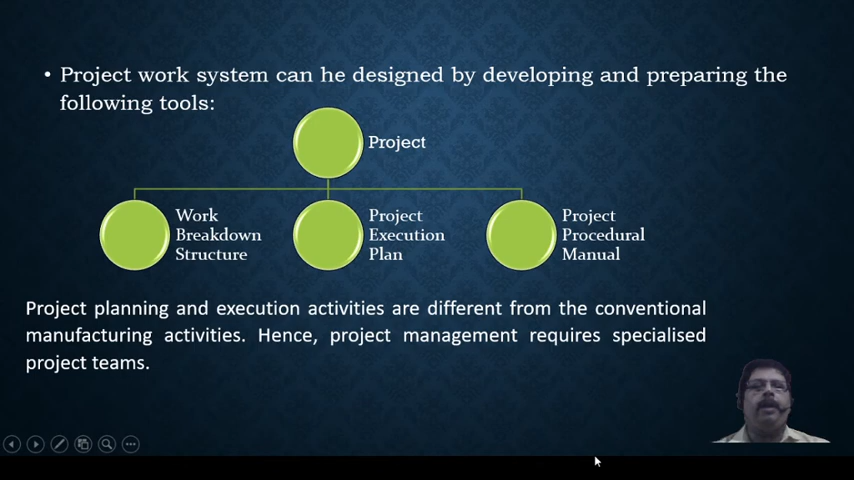 • Project work system can he designed by developing and preparing the
following tools:
Project
Work
Breakdown
Structure
Project
Execution
Plan
Project
Procedural
Manual
Project planning and execution activities are different from the conventional
manufacturing activities. Hence, project management requires specialised
project teams.